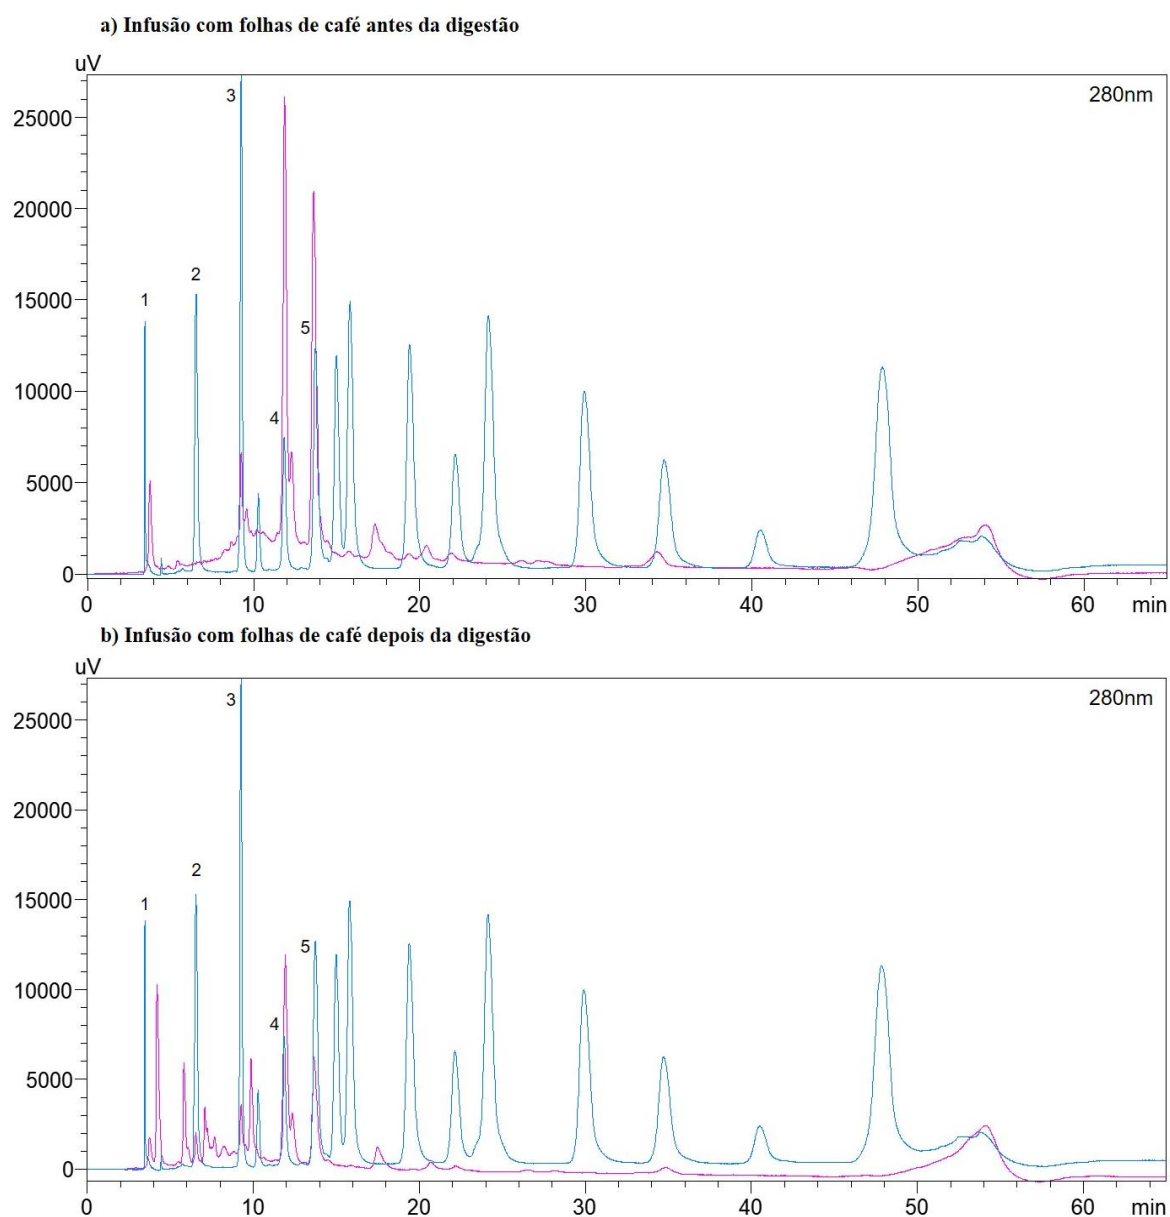 a) Infusão com folhas de café antes da digestão
uV
280nm
3
25000
20000
2
15000
1
5
10000
4
5000
0
0 10 20 30 40 50 60 min
b) Infusão com folhas de café depois da digestão
uV
280nm
3
25000
20000
2
15000
1
5
10000
4
5000
0
0 10 20 30 40 50 60 min